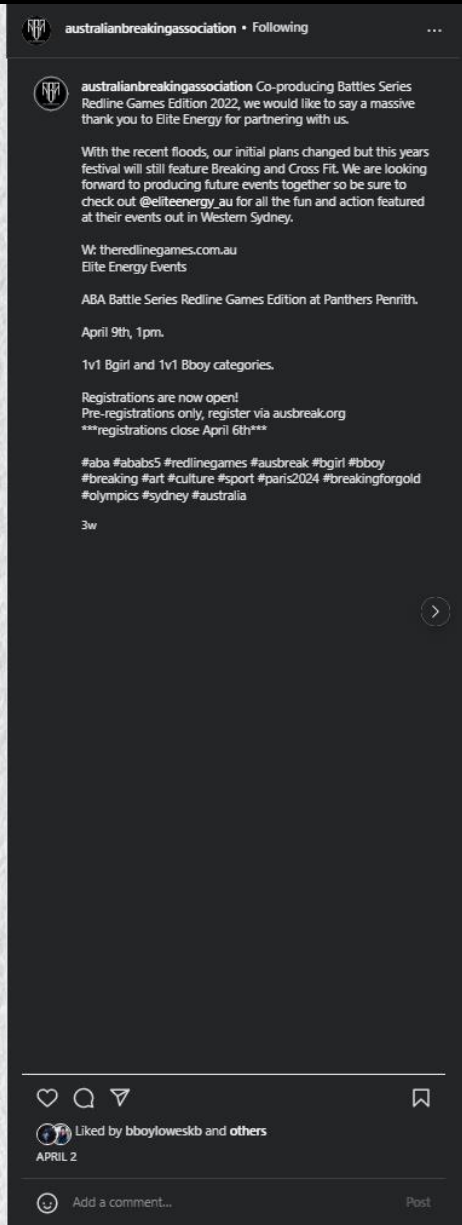 australianbreakingassociation • Following
australianbreakingassociation Co-producing Battles Series
Redline Games Edition 2022, we would like to say a massive
thank you to Elite Energy for partnering with us.
With the recent floods, our initial plans changed but this years
festival will still feature Breaking and Cross Fit. We are looking
forward to producing future events together so be sure to
check out @eliteenergy_au for all the fun and action featured
at their events out in Western Sydney.
W: theredlinegames.com.au
Elite Energy Events
ABA Battle Series Redline Games Edition at Panthers Penrith.
April 9th, 1pm.
1v1 Bgirl and 1v1 Bboy categories.
Registrations are now open!
Pre-registrations only, register via ausbreak.org
***registrations close April 6th***
#aba #ababs5 #redlinegames #ausbreak #bgirl #bboy
#breaking #art #culture #sport #paris2024 #breakingforgold
#olympics #sydney #australia
3w
Liked by bboyloweskb and others
APRIL 2
Add a comment...
Post